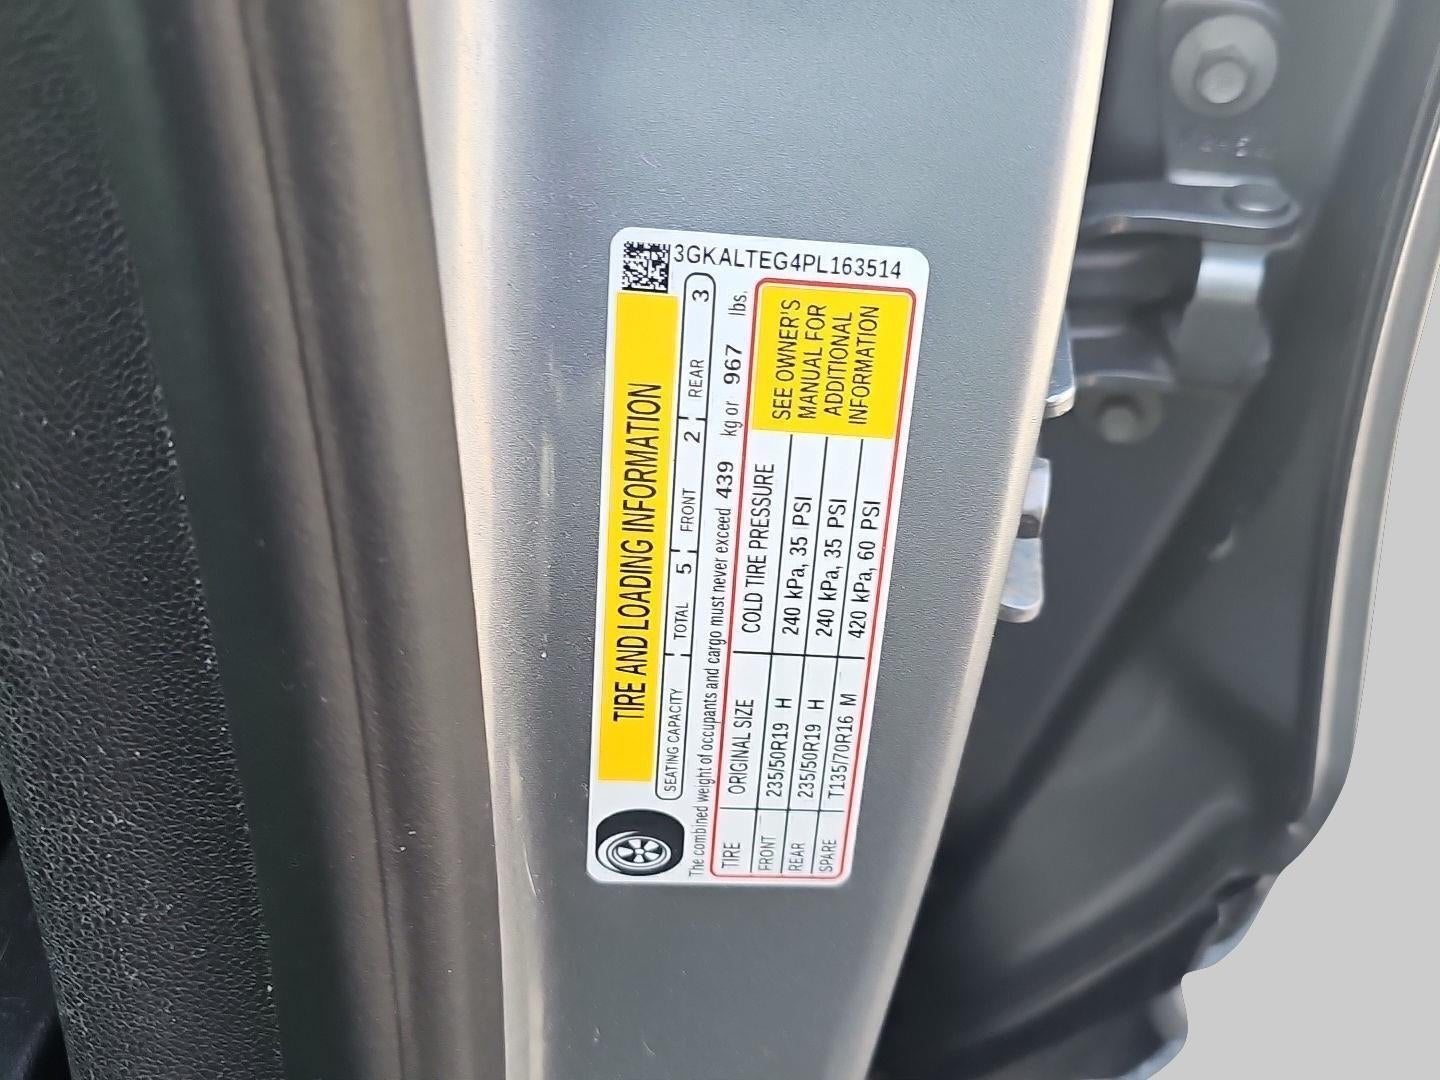 3GKALTEG4PL163514
TIRE AND LOADING INFORMATION
SEATING CAPACITY TOTAL 5 FRONT 2 REAR 3
The combined weight of occupants and cargo must never exceed 439 kg or 967 lbs.
TIRE ORIGINAL SIZE COLD TIRE PRESSURE
FRONT 235/50R19 H 240 kPa, 35 PSI
REAR 235/50R19 H 240 kPa, 35 PSI
SPARE T135/70R16 M 420 kPa, 60 PSI
SEE OWNER'S
MANUAL FOR
ADDITIONAL
INFORMATION